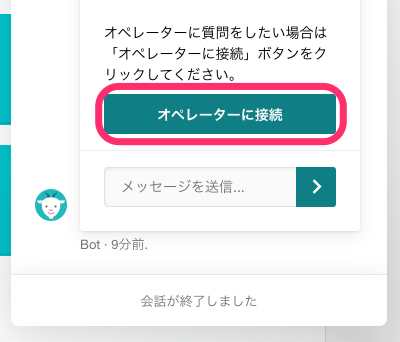 オペレーターに質問をしたい場合は
「オペレーターに接続」ボタンをク
リックしてください。
オペレーターに接続
メッセージを送信...
Bot · 9分前.
会話が終了しました